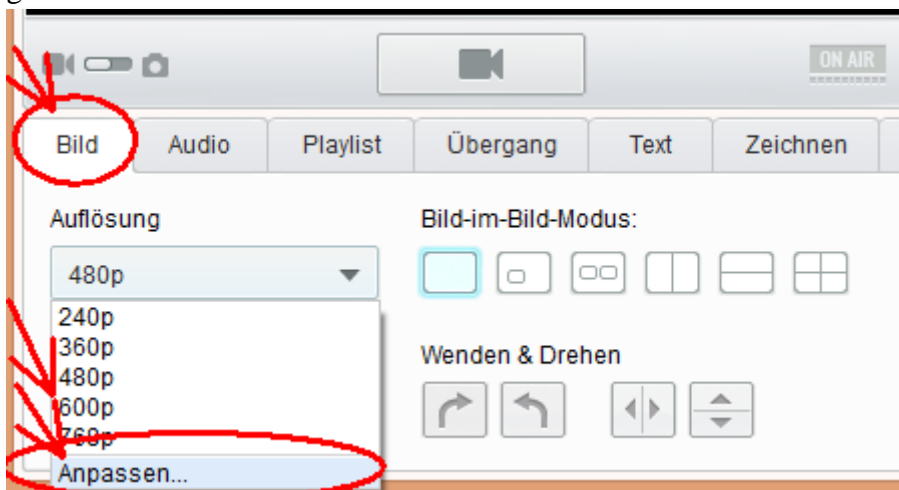 ON AIR
Bild Audio Playlist Übergang Text Zeichnen
Auflösung
Bild-im-Bild-Modus:
480p
240p
360p
480p
600p
768p
Wenden & Drehen
Anpassen...